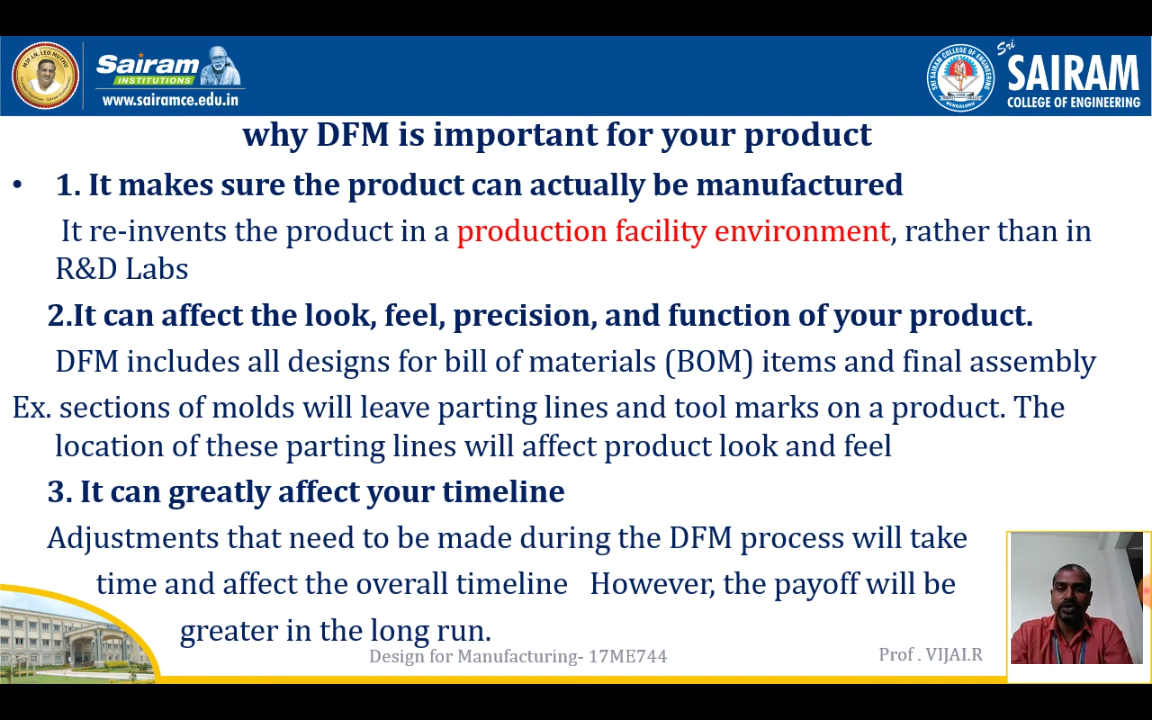 Sairam
INSTITUTIONS
www.sairamce.edu.in
Sri
SAIRAM
COLLEGE OF ENGINEERING
why DFM is important for your product
• 1. It makes sure the product can actually be manufactured
It re-invents the product in a production facility environment, rather than in
R&D Labs
2.It can affect the look, feel, precision, and function of your product.
DFM includes all designs for bill of materials (BOM) items and final assembly
Ex. sections of molds will leave parting lines and tool marks on a product. The
location of these parting lines will affect product look and feel
3. It can greatly affect your timeline
Adjustments that need to be made during the DFM process will take
time and affect the overall timeline However, the payoff will be
greater in the long run.
Design for Manufacturing- 17ME744
Prof . VIJAI.R